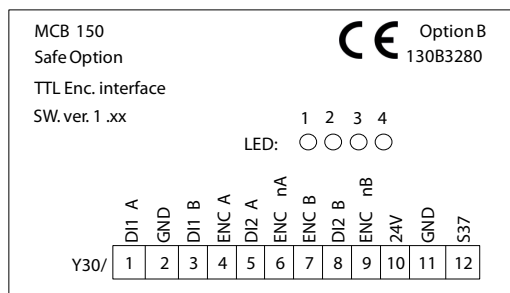 MCB 150
Safe Option
TTL Enc. interface
SW. ver. 1 .xx
CE
Option B
130B3280
1 2 3 4
LED:
DI1 A
GND
DI1 B
ENC A
DI2 A
ENC nA
ENC B
DI2 B
ENC nB
24V
GND
S37
Y30/ 1 2 3 4 5 6 7 8 9 10 11 12